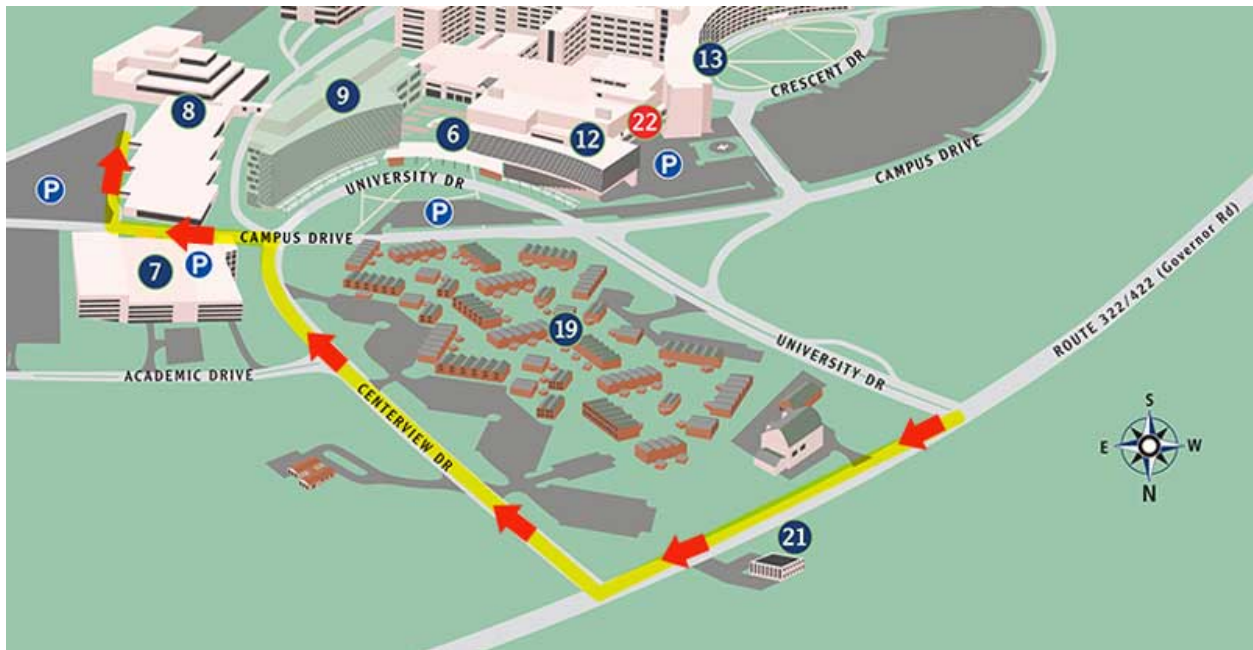 13
CRESCENT DR
9
8
22
6
12
P
CAMPUS DRIVE
UNIVERSITY DR
P
P
CAMPUS DRIVE
7
P
ROUTE 322/422 (Governor Rd)
19
UNIVERSITY DR
ACADEMIC DRIVE
CENTERVIEW DR
S
E
W
N
21